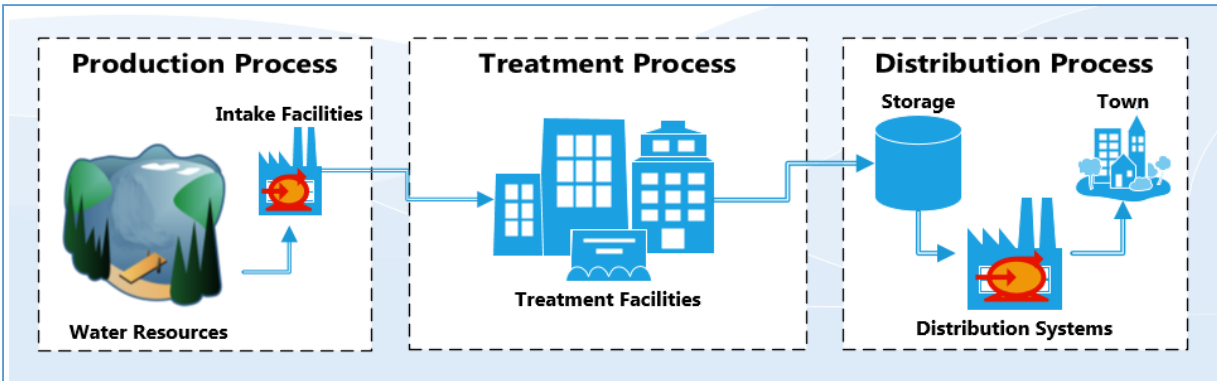 Production Process
Intake Facilities
Water Resources
Treatment Process
Treatment Facilities
Distribution Process
Storage
Town
Distribution Systems